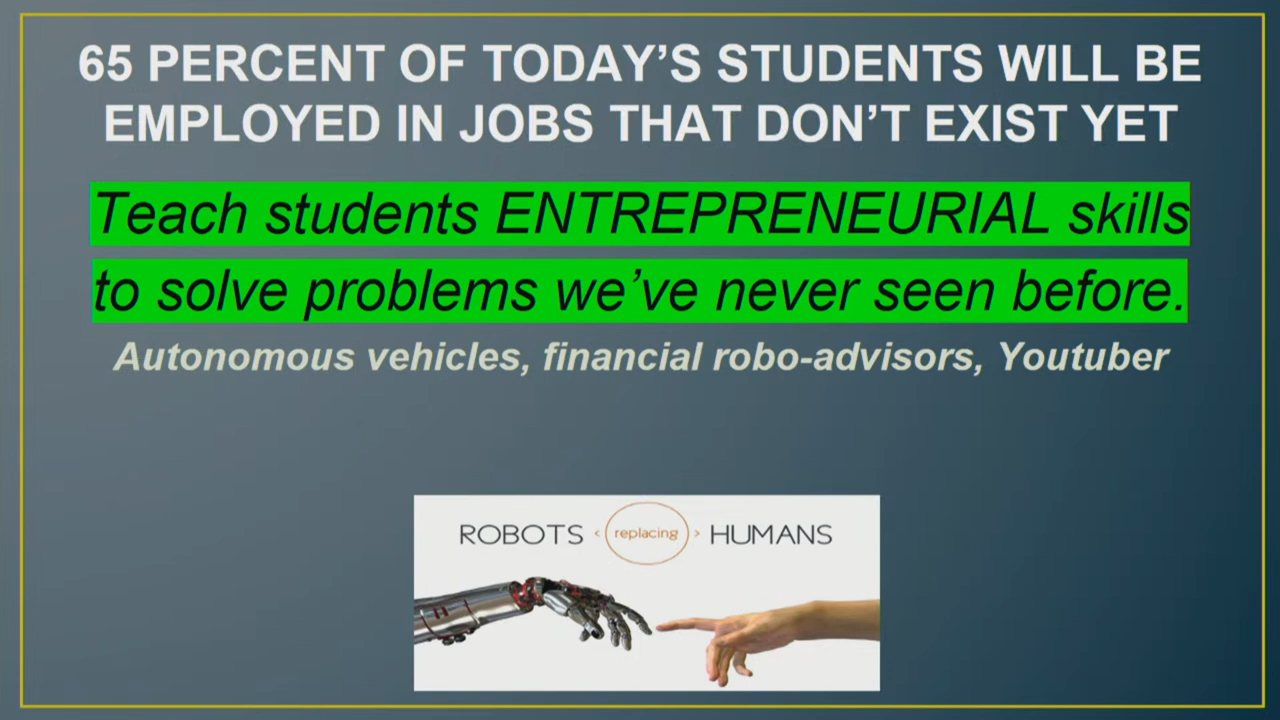 65 PERCENT OF TODAY’S STUDENTS WILL BE
EMPLOYED IN JOBS THAT DON’T EXIST YET
Teach students ENTREPRENEURIAL skills
to solve problems we’ve never seen before.
Autonomous vehicles, financial robo-advisors, Youtuber
ROBOTS < replacing > HUMANS